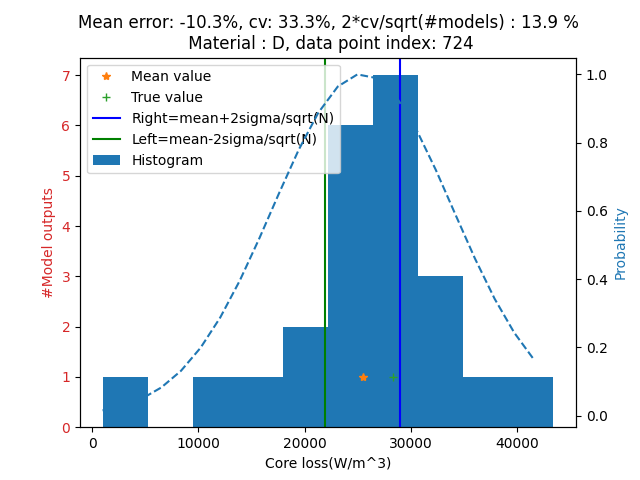 Mean error: -10.3%, cv: 33.3%, 2*cv/sqrt(#models) : 13.9 %
Material : D, data point index: 724
Mean value
True value
Right=mean+2sigma/sqrt(N)
Left=mean-2sigma/sqrt(N)
Histogram
#Model outputs
7
6
5
4
3
2
1
0
1.0
0.8
0.6
0.4
0.2
0.0
Probability
0 10000 20000 30000 40000
Core loss(W/m^3)